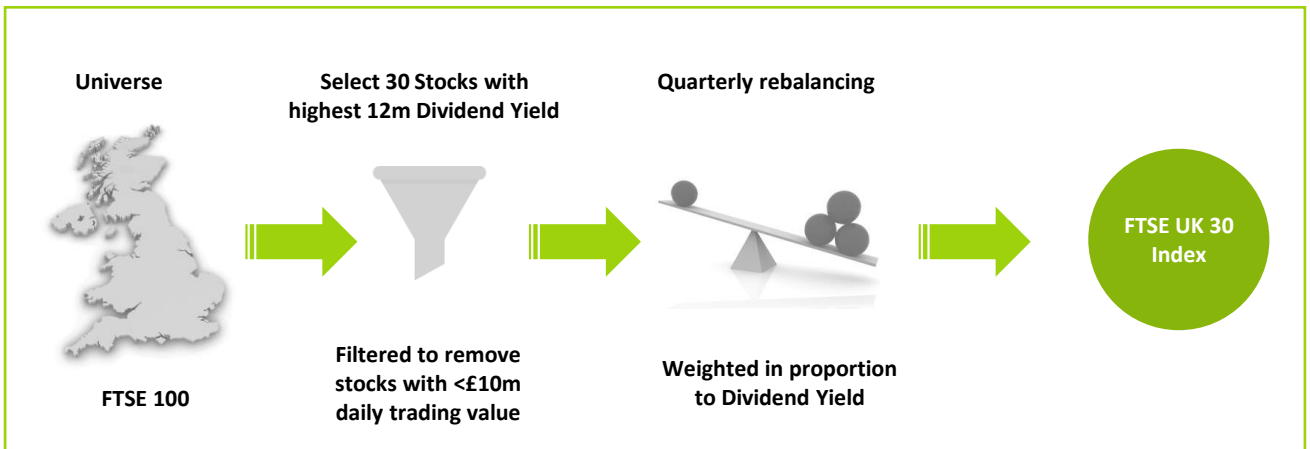 Universe
FTSE 100
Select 30 Stocks with
highest 12m Dividend Yield
Filtered to remove
stocks with <£10m
daily trading value
Quarterly rebalancing
Weighted in proportion
to Dividend Yield
FTSE UK 30
Index